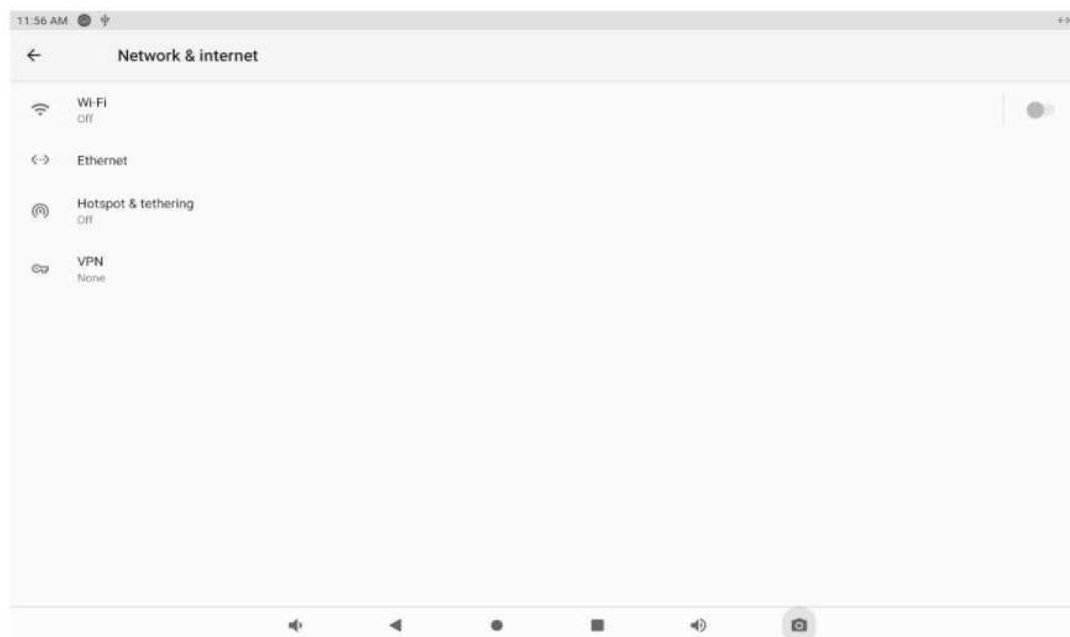 11:56 AM
Network & internet
Wi-Fi
Off
Ethernet
Hotspot & tethering
Off
VPN
None